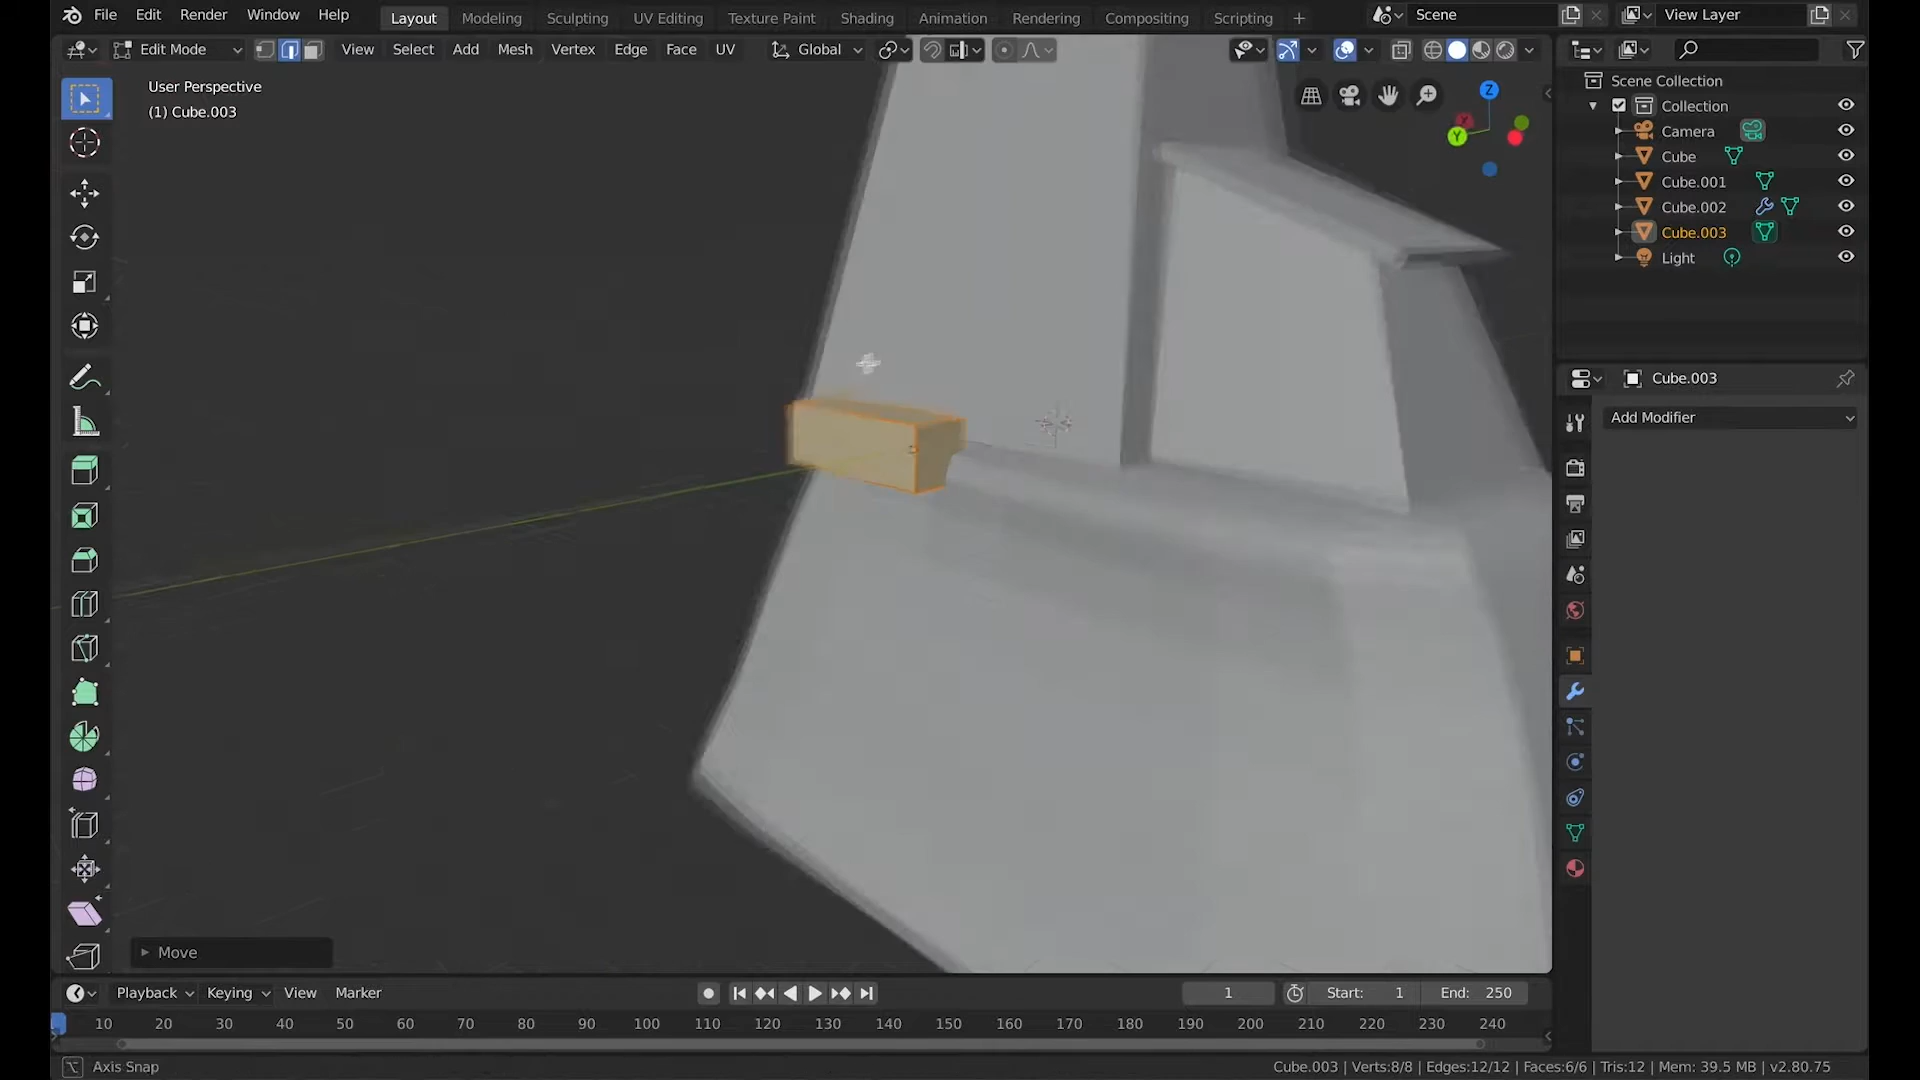 File Edit Render Window Help Layout Modeling Sculpting UV Editing Texture Paint Shading Animation Rendering Compositing Scripting + Scene View Layer
Edit Mode View Select Add Mesh Vertex Edge Face UV Global
User Perspective
(1) Cube.003
Z
Y
Scene Collection
Collection
Camera
Cube
Cube.001
Cube.002
Cube.003
Light
Cube.003
Add Modifier
Move
Playback Keying View Marker 1 Start: 1 End: 250
10 20 30 40 50 60 70 80 90 100 110 120 130 140 150 160 170 180 190 200 210 220 230 240
Axis Snap Cube.003 | Verts:8/8 | Edges:12/12 | Faces:6/6 | Tris:12 | Mem: 39.5 MB | v2.80.75